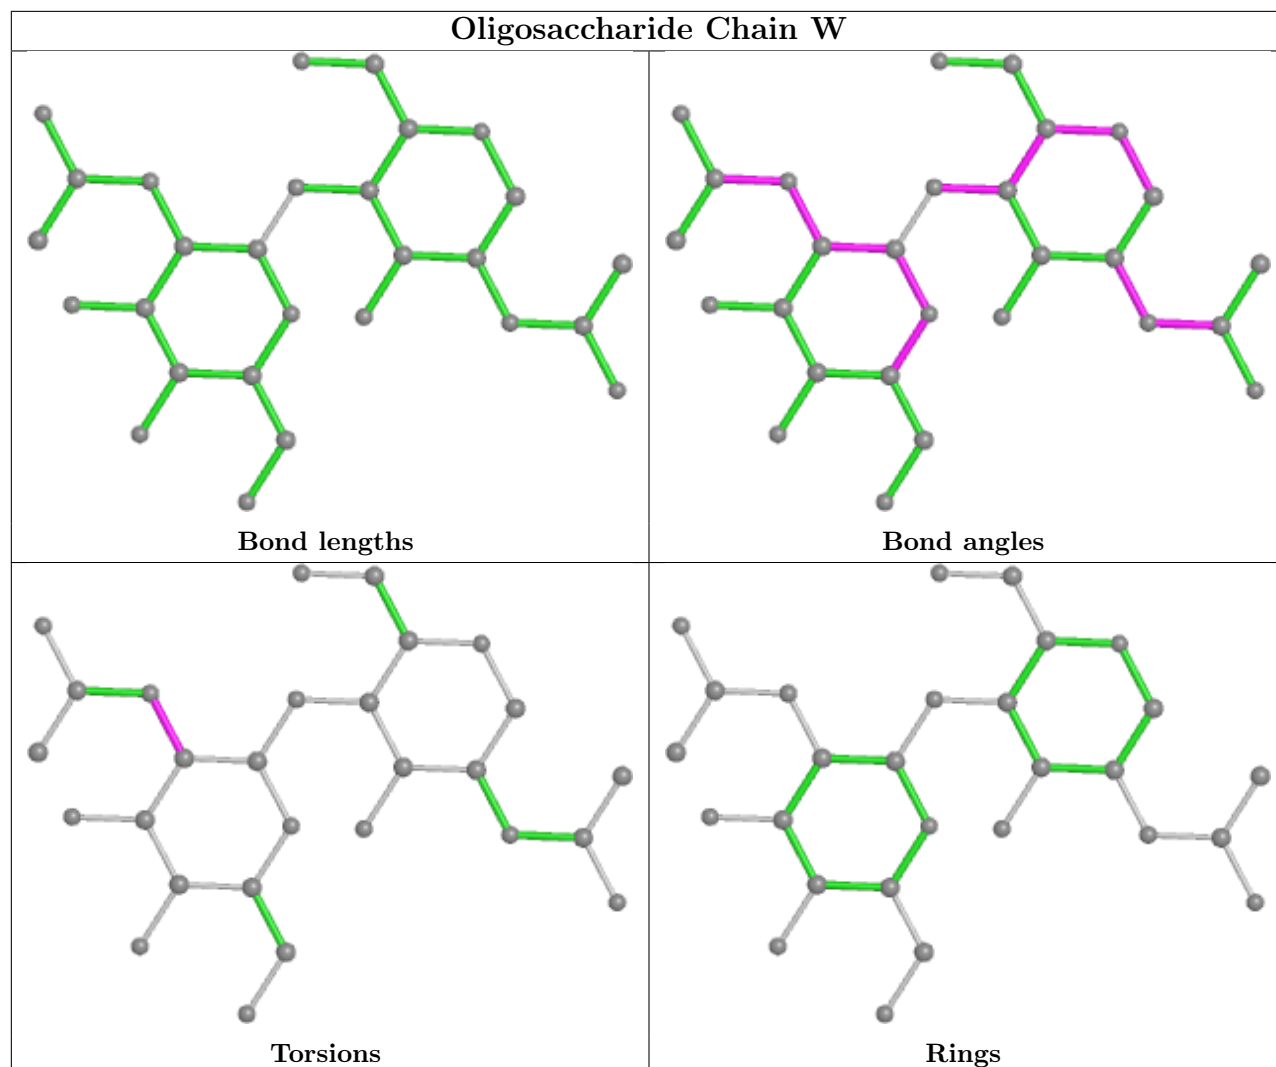 Oligosaccharide Chain W
Bond lengths
Bond angles
Torsions
Rings